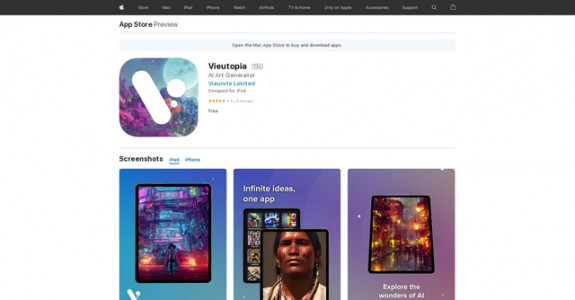 Store Mac iPad iPhone Watch AirPods TV & Home Only on Apple Accessories Support
App Store Preview
Open the Mac App Store to buy and download apps.
Vieutopia
AI Art Generator
Vieunite Limited
Designed for iPad
Free
Screenshots iPad iPhone
Infinite ideas,
one app
Explore the
wonders of AI